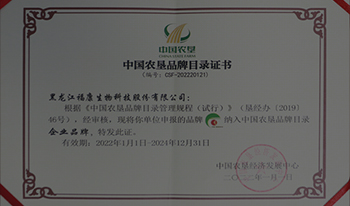 中国农垦
中国农垦品牌目录证书
（编号：CSF-202220121）
黑龙江福康生物科技股份有限公司：
根据《中国农垦品牌目录管理规程（试行）》（垦经办〔2019〕
46号），经审核，现将你单位申报的品牌 纳入中国农垦品牌目录
企业品牌，特发此证。
有效期：2022年1月1日-2024年12月31日
中国农垦经济发展中心
二〇二二年一月一日